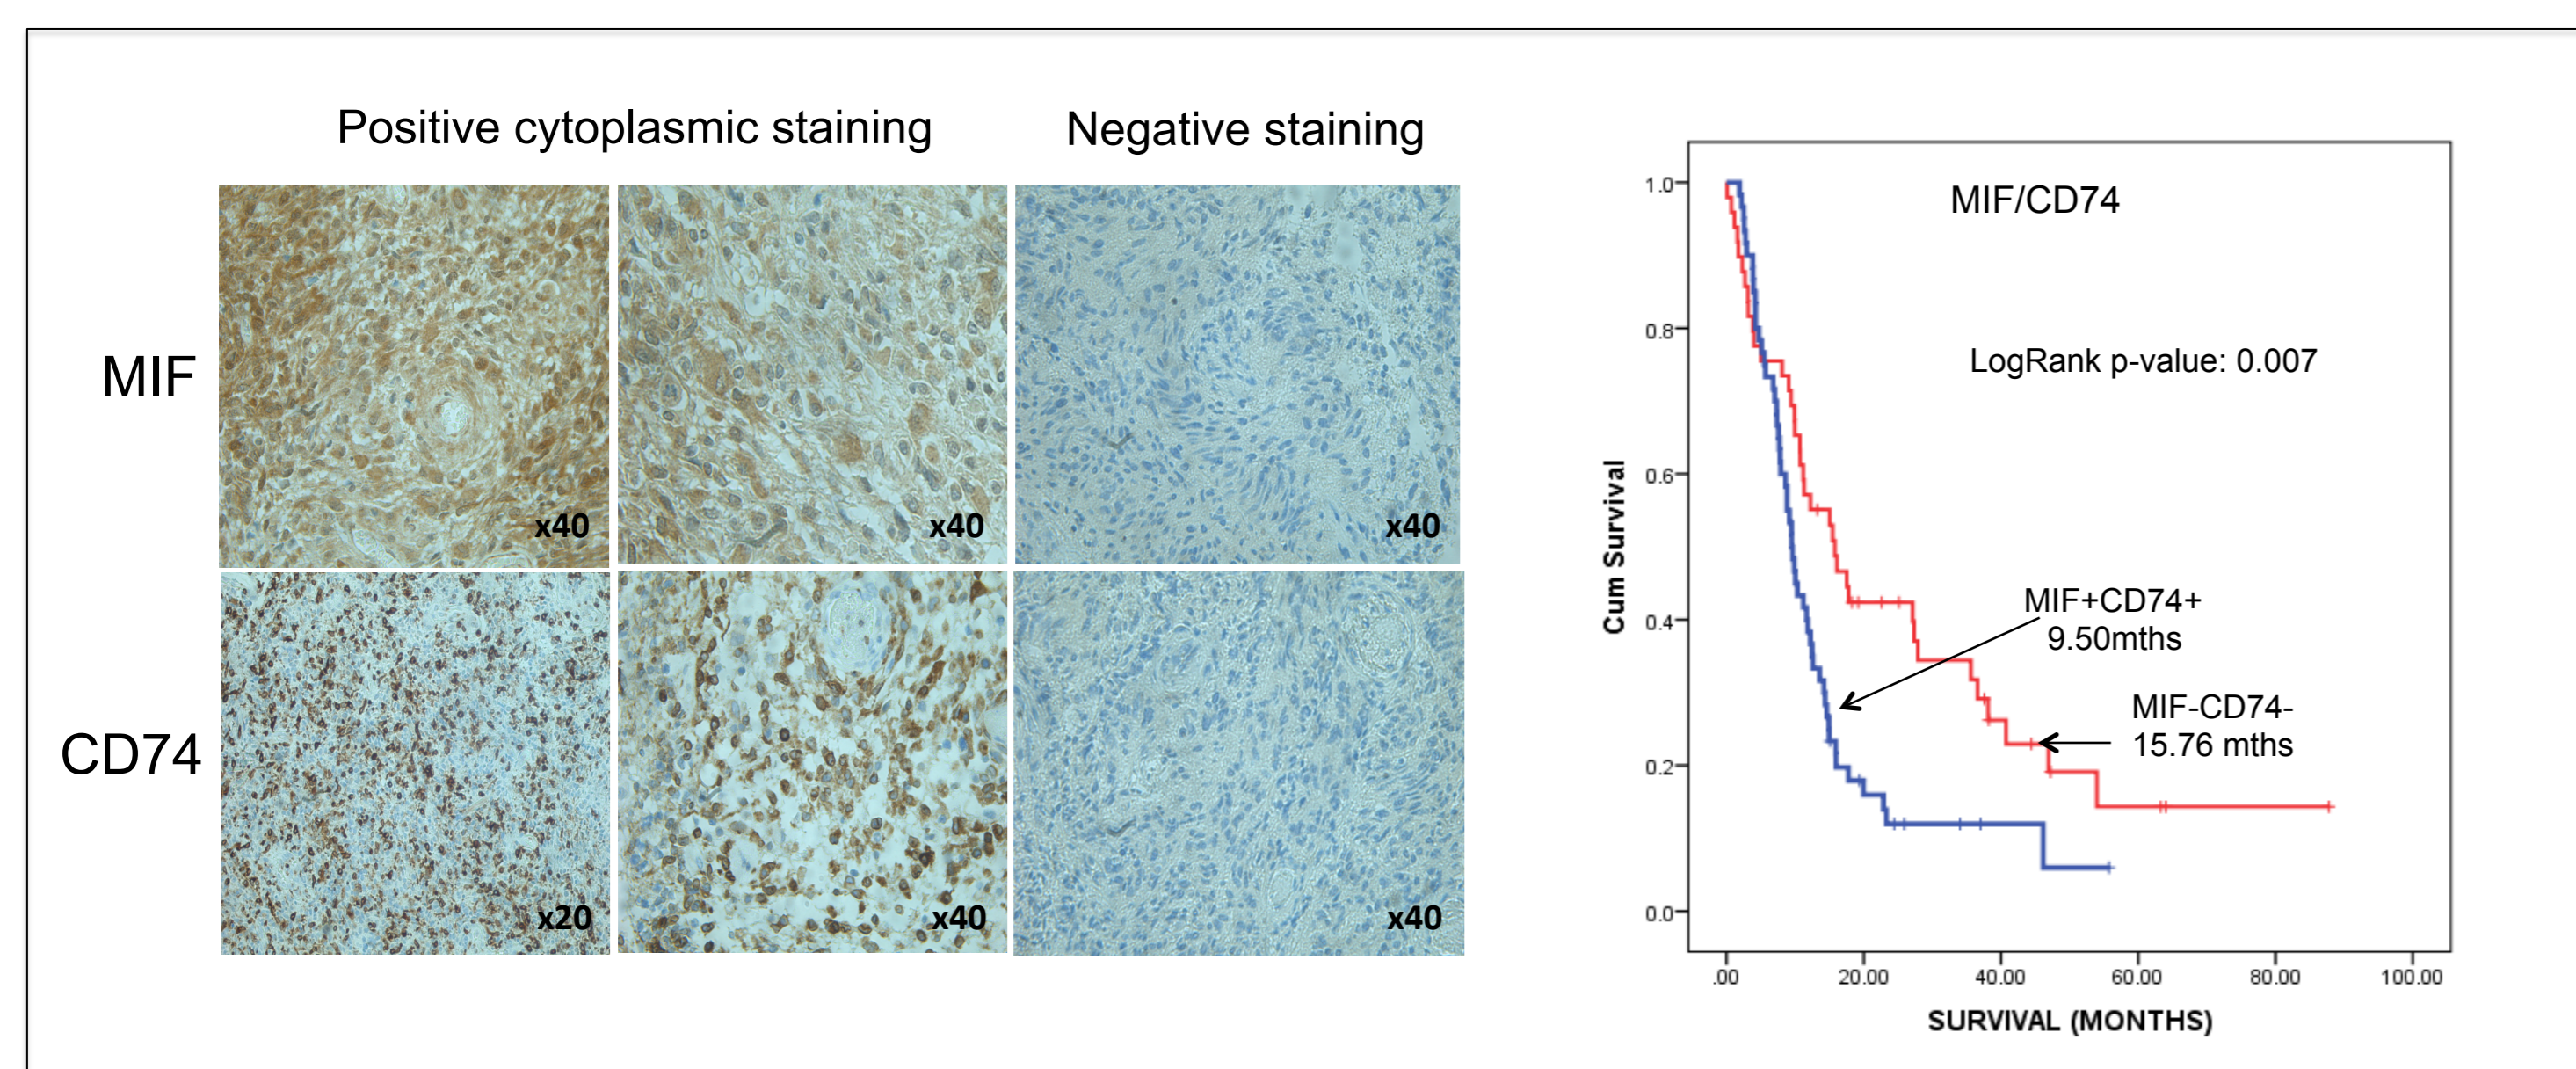 Positive cytoplasmic staining
Negative staining
MIF
x40
x40
x40
CD74
x20
x40
x40
MIF/CD74
LogRank p-value: 0.007
MIF+CD74+
9.50mths
MIF-CD74-
15.76 mths
Cum Survival
1.0
0.8
0.6
0.4
0.2
0.0
.00 20.00 40.00 60.00 80.00 100.00
SURVIVAL (MONTHS)